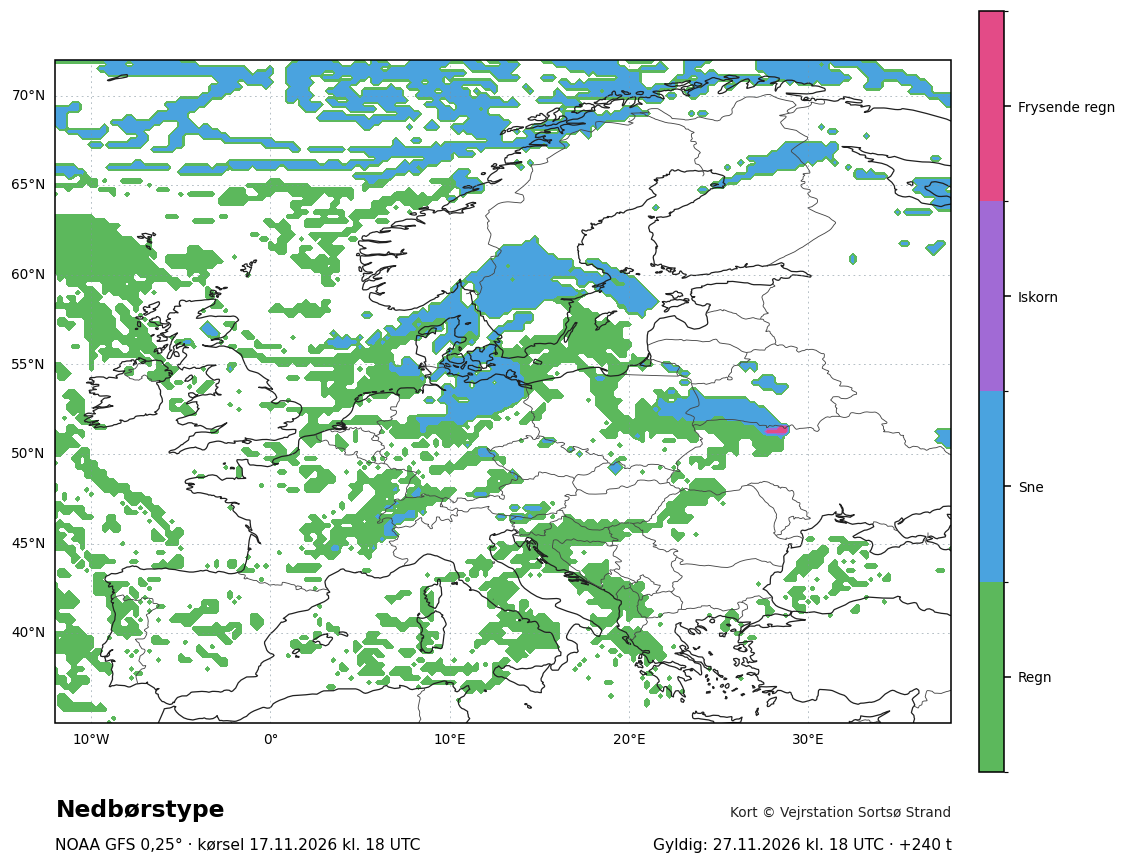 70°N
65°N
60°N
55°N
50°N
45°N
40°N
10°W
0°
10°E
20°E
30°E
Frysende regn
Iskorn
Sne
Regn
Nedbørstype
Kort © Vejrstation Sortsø Strand
NOAA GFS 0,25° · kørsel 17.11.2026 kl. 18 UTC
Gyldig: 27.11.2026 kl. 18 UTC · +240 t